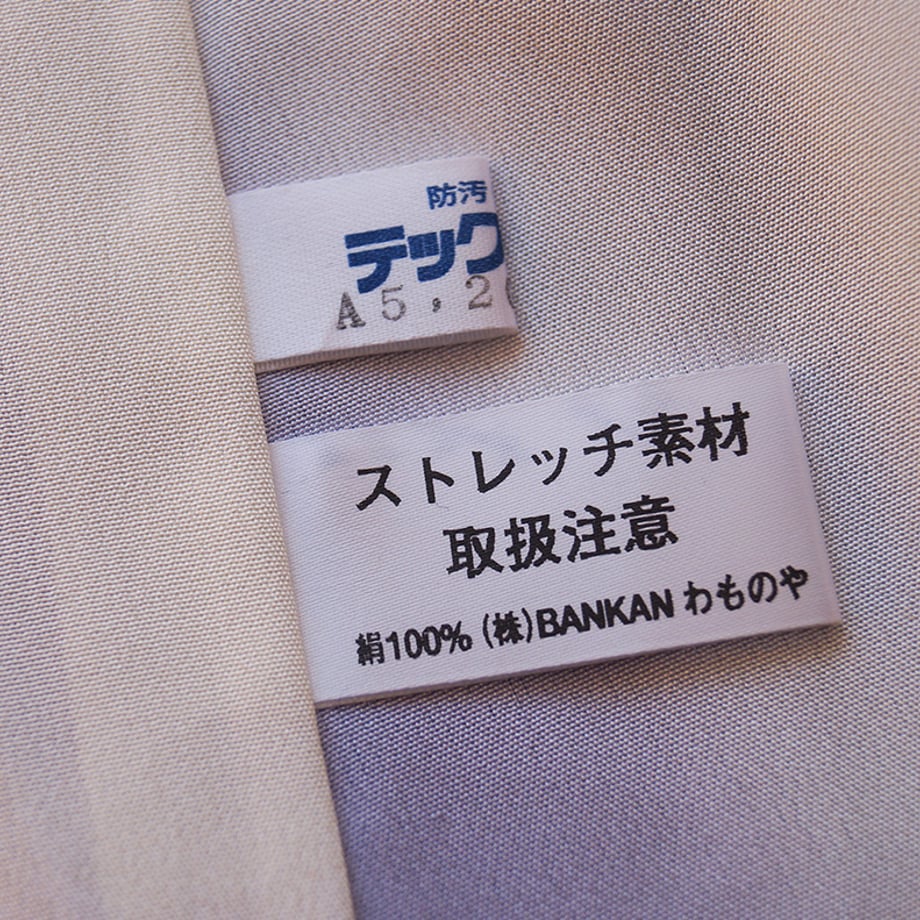 防汚
テック
A5,2
ストレッチ素材
取扱注意
絹100% (株)BANKAN わものや